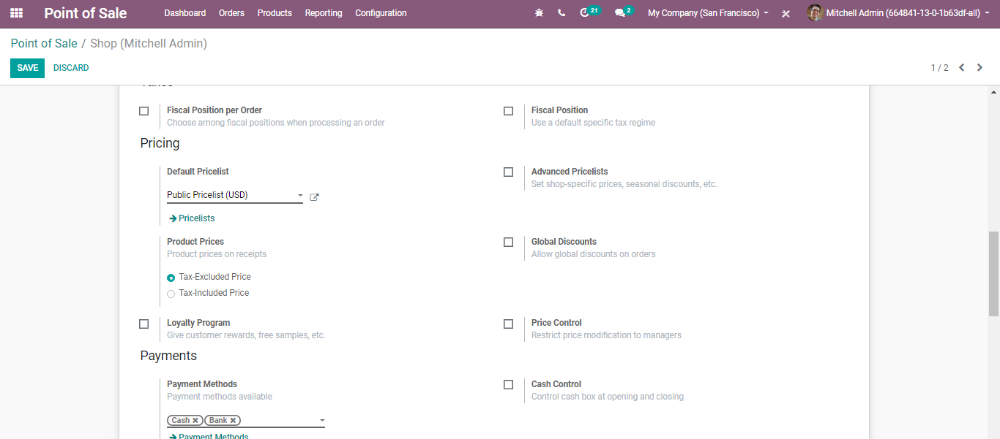 Point of Sale Dashboard Orders Products Reporting Configuration 21 2 My Company (San Francisco) Mitchell Admin (664841-13-0-1b63df-all)
Point of Sale / Shop (Mitchell Admin)
SAVE DISCARD 1 / 2
Fiscal Position per Order Fiscal Position
Choose among fiscal positions when processing an order Use a default specific tax regime
Pricing
Default Pricelist Advanced Pricelists
Set shop-specific prices, seasonal discounts, etc.
Public Pricelist (USD)
Pricelists
Product Prices Global Discounts
Product prices on receipts Allow global discounts on orders
Tax-Excluded Price
Tax-Included Price
Loyalty Program Price Control
Give customer rewards, free samples, etc. Restrict price modification to managers
Payments
Payment Methods Cash Control
Payment methods available Control cash box at opening and closing
Cash Bank
Payment Methods